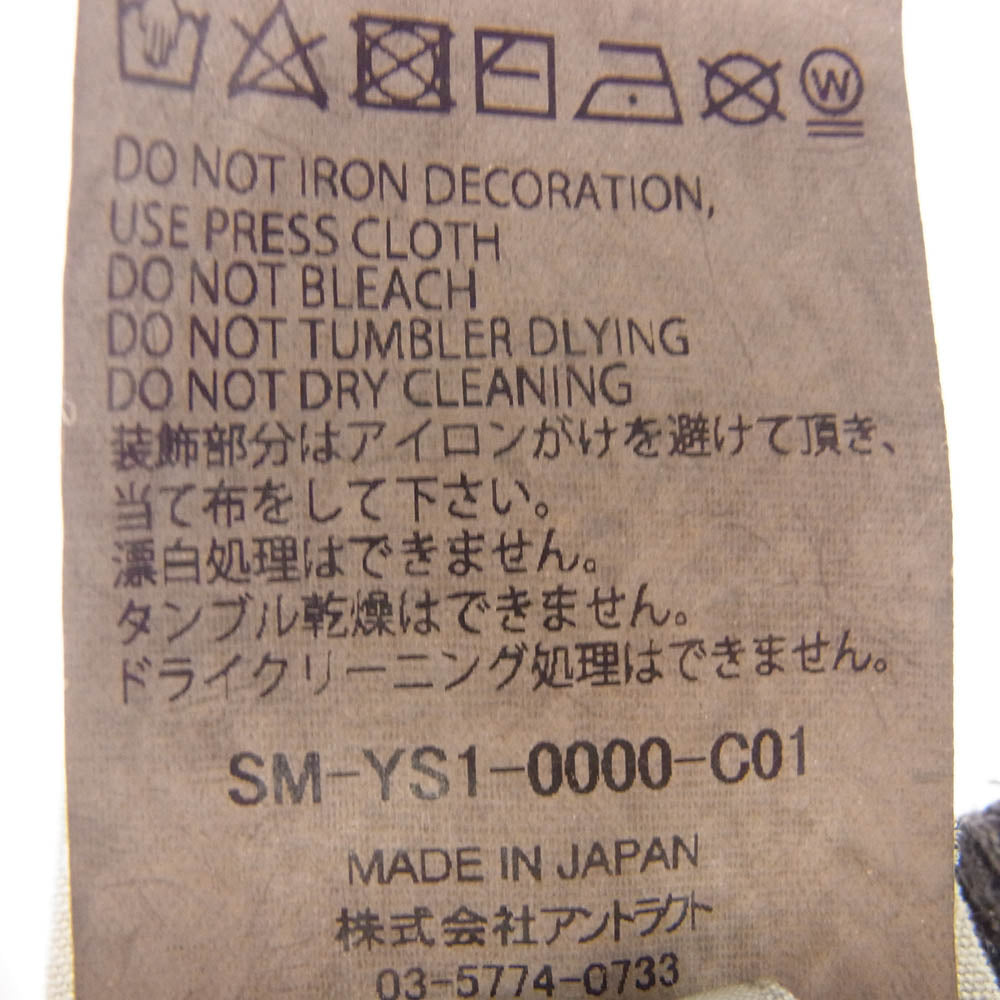 W
DO NOT IRON DECORATION,
USE PRESS CLOTH
DO NOT BLEACH
DO NOT TUMBLER DLYING
DO NOT DRY CLEANING
装飾部分はアイロンがけを避けて頂き、
当て布をして下さい。
漂白処理はできません。
タンブル乾燥はできません。
ドライクリーニング処理はできません。
SM-YS1-0000-C01
MADE IN JAPAN
株式会社アントラクト
03-5774-0733